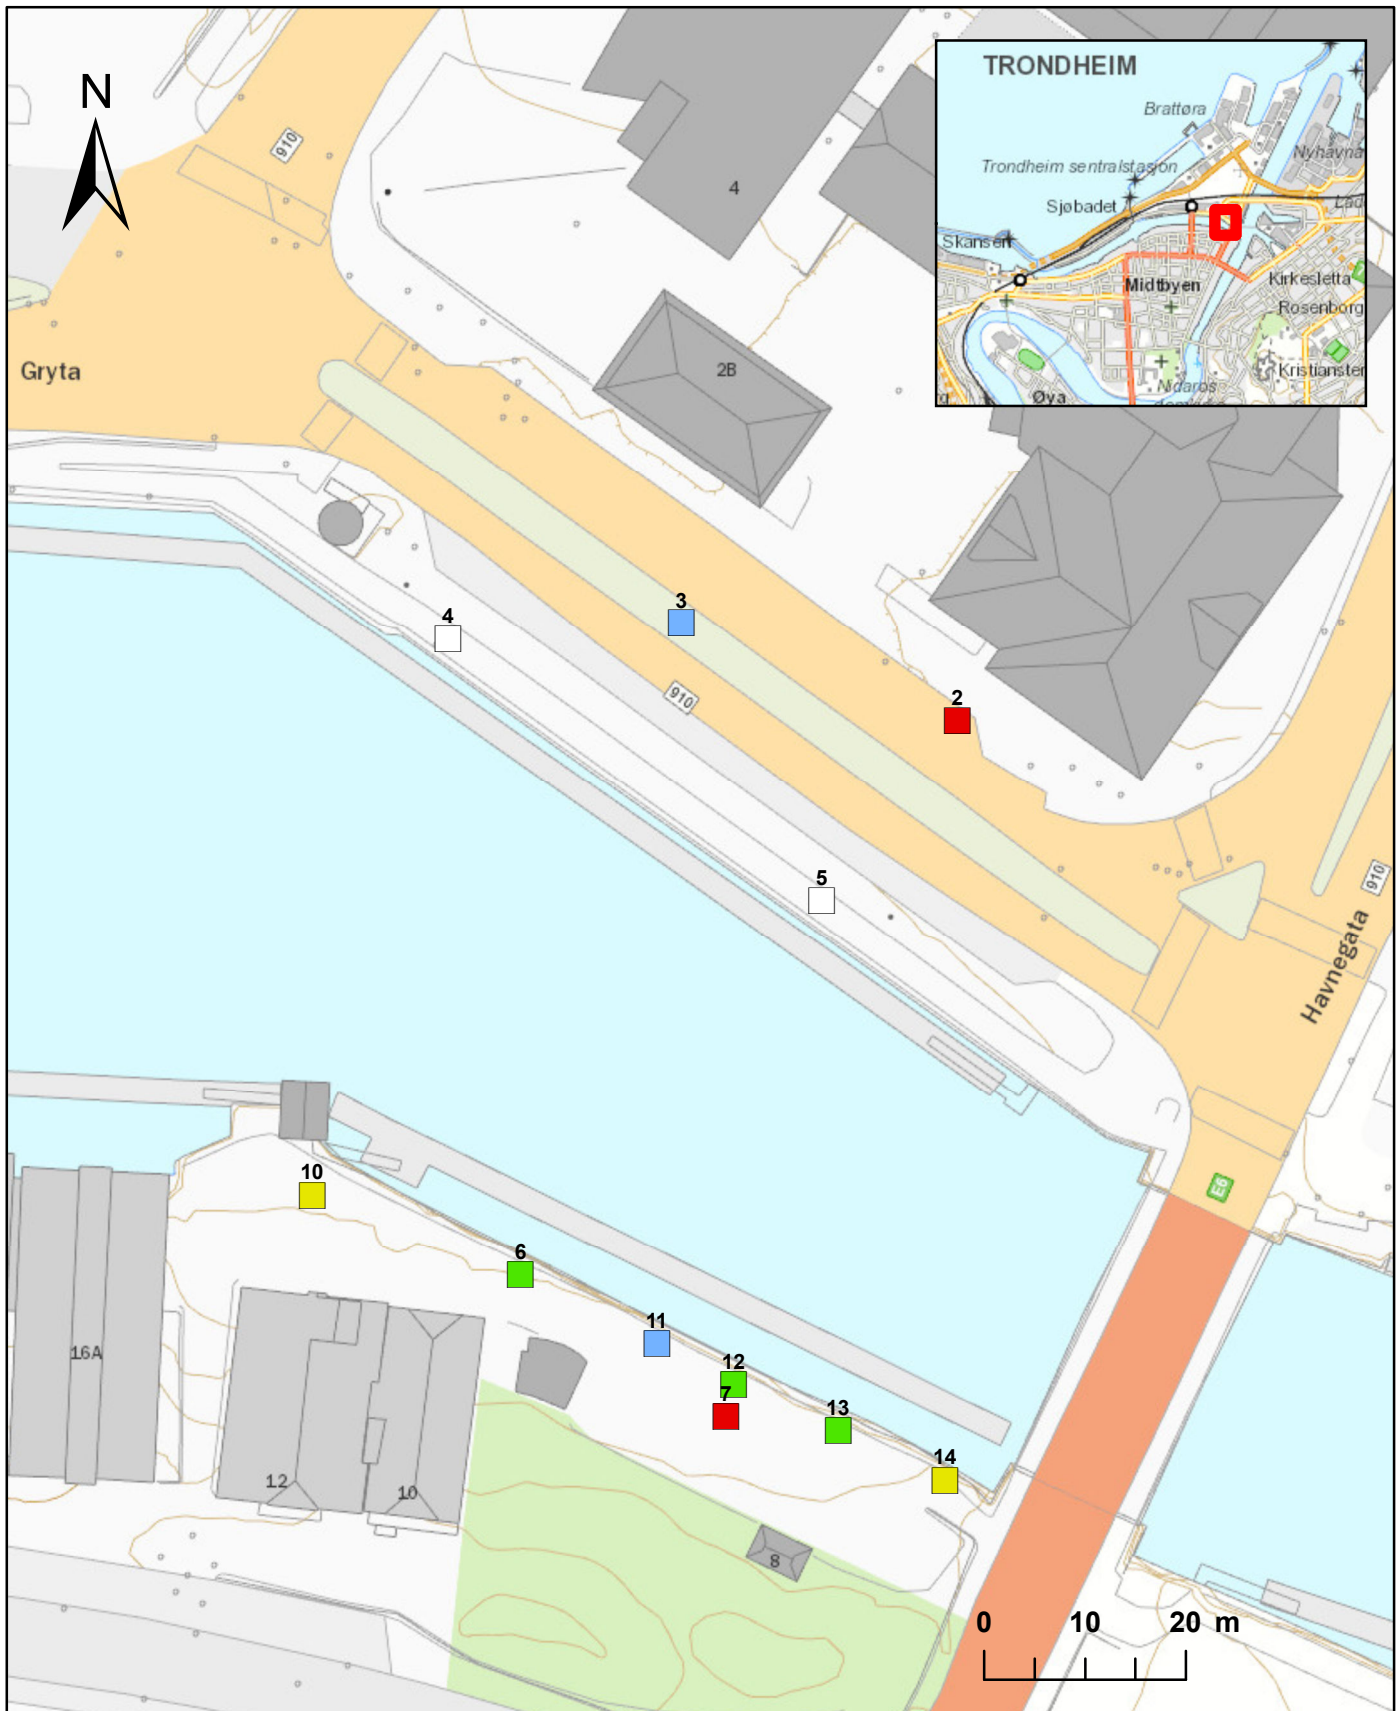 N
910
4
TRONDHEIM
Brattøra
Nyhavna
Trondheim sentralstasjon
Sjøbadet
Lad
Skansen
Midtbyen
Kirkesletta
Rosenborg
Kristianster
Nidaros
Øya
Gryta
2B
3
4
910
2
5
910
Havnegata
E6
10
6
11
12
7
13
14
16A
12
10
8
0 10 20 m